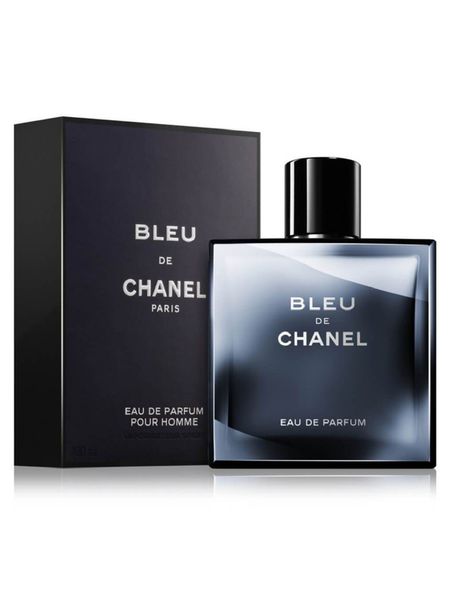 BLEU
DE
CHANEL
PARIS
EAU DE PARFUM
POUR HOMME
BLEU
DE
CHANEL
EAU DE PARFUM